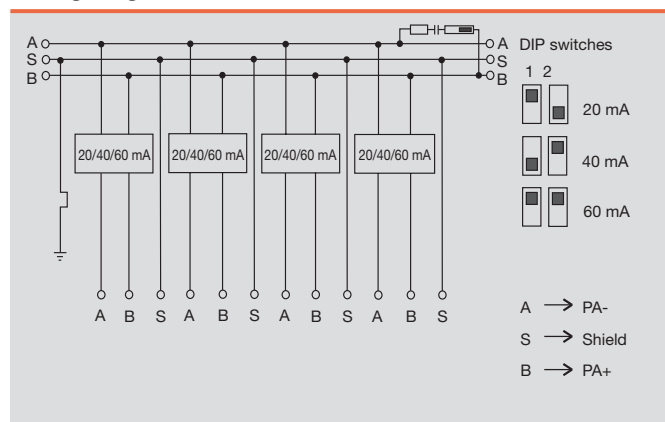 A A DIP switches
S S
B B
1 2
20 mA
20/40/60 mA 20/40/60 mA 20/40/60 mA 20/40/60 mA
40 mA
60 mA
A B S A B S A B S A B S
A → PA-
S → Shield
B → PA+